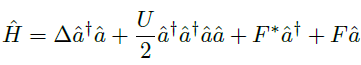 Ĥ = Δâ†â + U/2 â†â†ââ + F*â† + Fâ